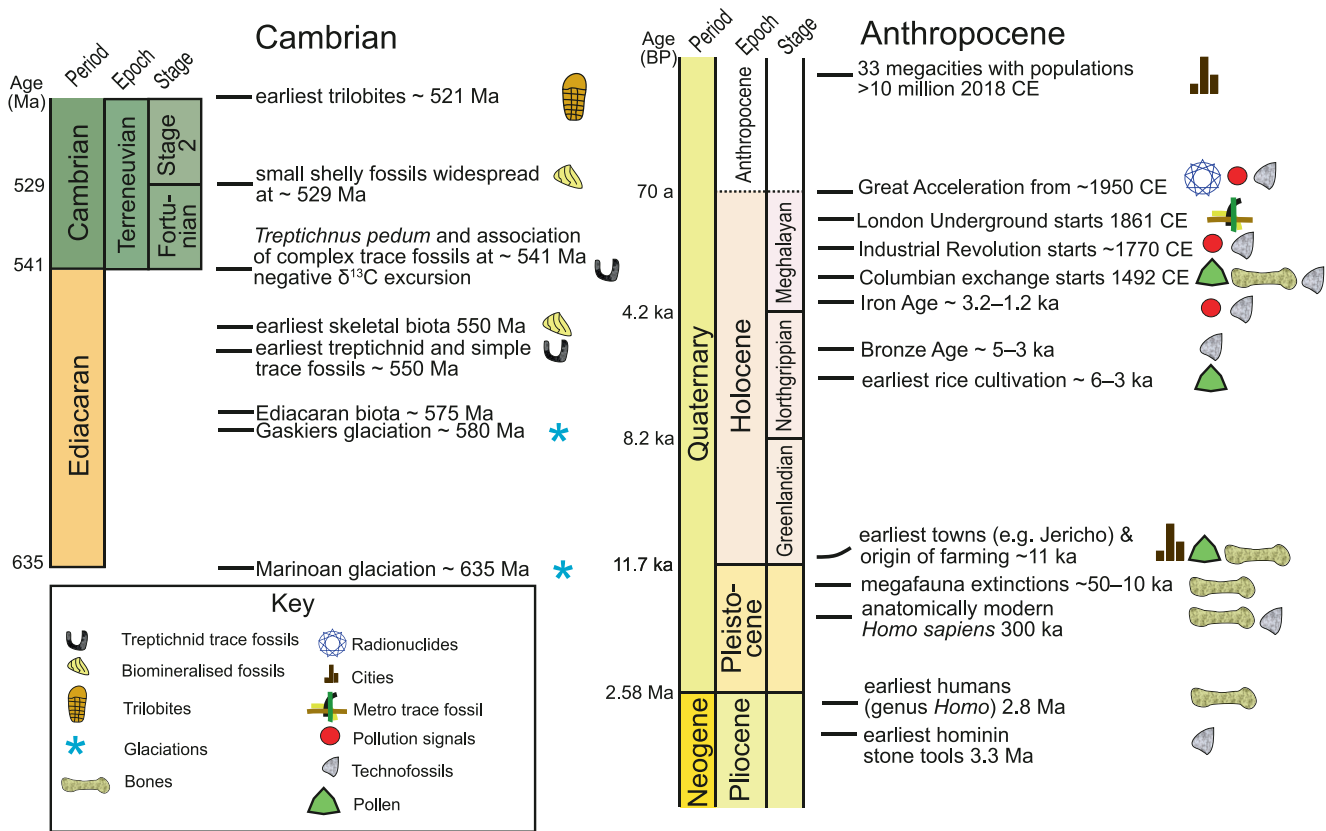 Cambrian
Age
(Ma)
Period
Epoch
Stage
529
541
635
Cambrian
Ediacaran
Terreneuvian
Stage
2
Fortu-
nian
earliest trilobites ~ 521 Ma
small shelly fossils widespread
at ~ 529 Ma
Treptichnus pedum and association
of complex trace fossils at ~ 541 Ma
negative δ¹³C excursion
earliest skeletal biota 550 Ma
earliest treptichnid and simple
trace fossils ~ 550 Ma
Ediacaran biota ~ 575 Ma
Gaskiers glaciation ~ 580 Ma
Marinoan glaciation ~ 635 Ma
Key
Treptichnid trace fossils
Biomineralised fossils
Trilobites
Glaciations
Bones
Radionuclides
Cities
Metro trace fossil
Pollution signals
Technofossils
Pollen
Anthropocene
Age
(BP)
Period
Epoch
Stage
70 a
4.2 ka
8.2 ka
11.7 ka
2.58 Ma
Quaternary
Neogene
Anthropocene
Holocene
Pleisto-
cene
Pliocene
Meghalayan
Northgrippian
Greenlandian
33 megacities with populations
>10 million 2018 CE
Great Acceleration from ~1950 CE
London Underground starts 1861 CE
Industrial Revolution starts ~1770 CE
Columbian exchange starts 1492 CE
Iron Age ~ 3.2–1.2 ka
Bronze Age ~ 5–3 ka
earliest rice cultivation ~ 6–3 ka
earliest towns (e.g. Jericho) &
origin of farming ~11 ka
megafauna extinctions ~50–10 ka
anatomically modern
Homo sapiens 300 ka
earliest humans
(genus Homo) 2.8 Ma
earliest hominin
stone tools 3.3 Ma